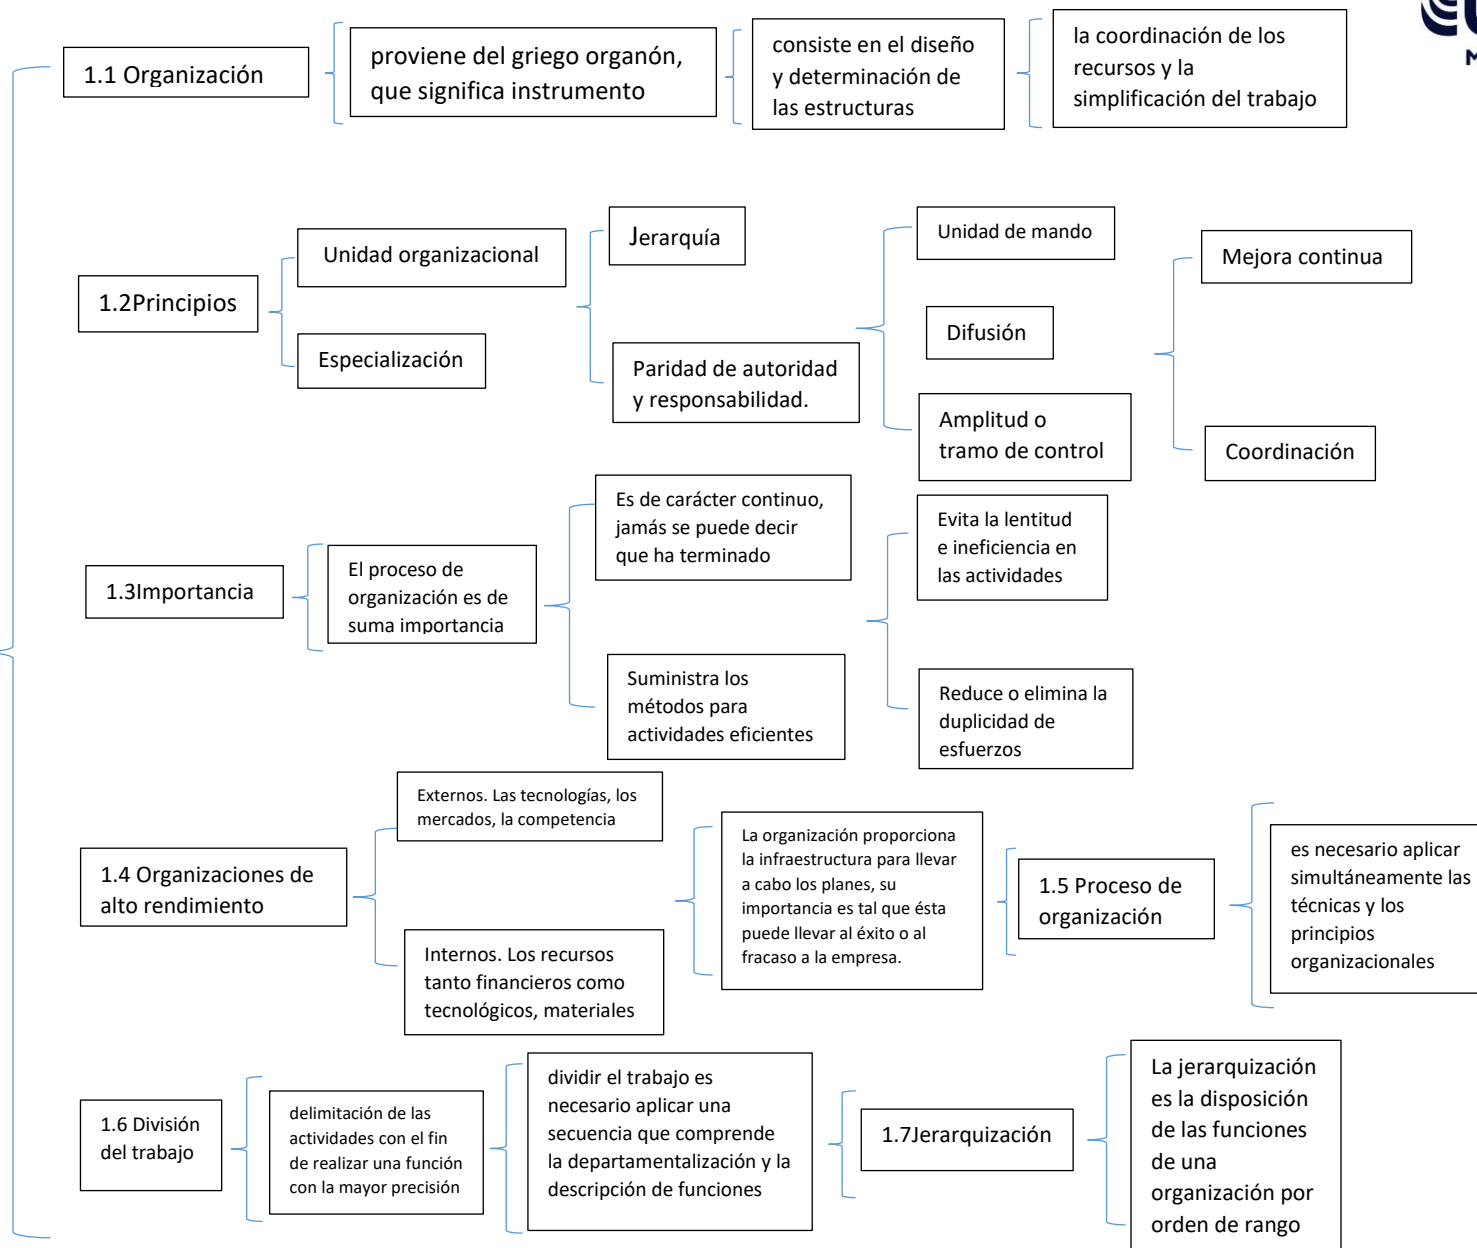 1.1 Organización
proviene del griego organón,
que significa instrumento
consiste en el diseño
y determinación de
las estructuras
la coordinación de los
recursos y la
simplificación del trabajo
1.2Principios
Unidad organizacional
Especialización
Jerarquía
Paridad de autoridad
y responsabilidad.
Unidad de mando
Difusión
Amplitud o
tramo de control
Mejora continua
Coordinación
1.3Importancia
El proceso de
organización es de
suma importancia
Es de carácter continuo,
jamás se puede decir
que ha terminado
Suministra los
métodos para
actividades eficientes
Evita la lentitud
e ineficiencia en
las actividades
Reduce o elimina la
duplicidad de
esfuerzos
1.4 Organizaciones de
alto rendimiento
Externos. Las tecnologías, los
mercados, la competencia
Internos. Los recursos
tanto financieros como
tecnológicos, materiales
La organización proporciona
la infraestructura para llevar
a cabo los planes, su
importancia es tal que ésta
puede llevar al éxito o al
fracaso a la empresa.
1.5 Proceso de
organización
es necesario aplicar
simultáneamente las
técnicas y los
principios
organizacionales
1.6 División
del trabajo
delimitación de las
actividades con el fin
de realizar una función
con la mayor precisión
dividir el trabajo es
necesario aplicar una
secuencia que comprende
la departamentalización y la
descripción de funciones
1.7Jerarquización
La jerarquización
es la disposición
de las funciones
de una
organización por
orden de rango